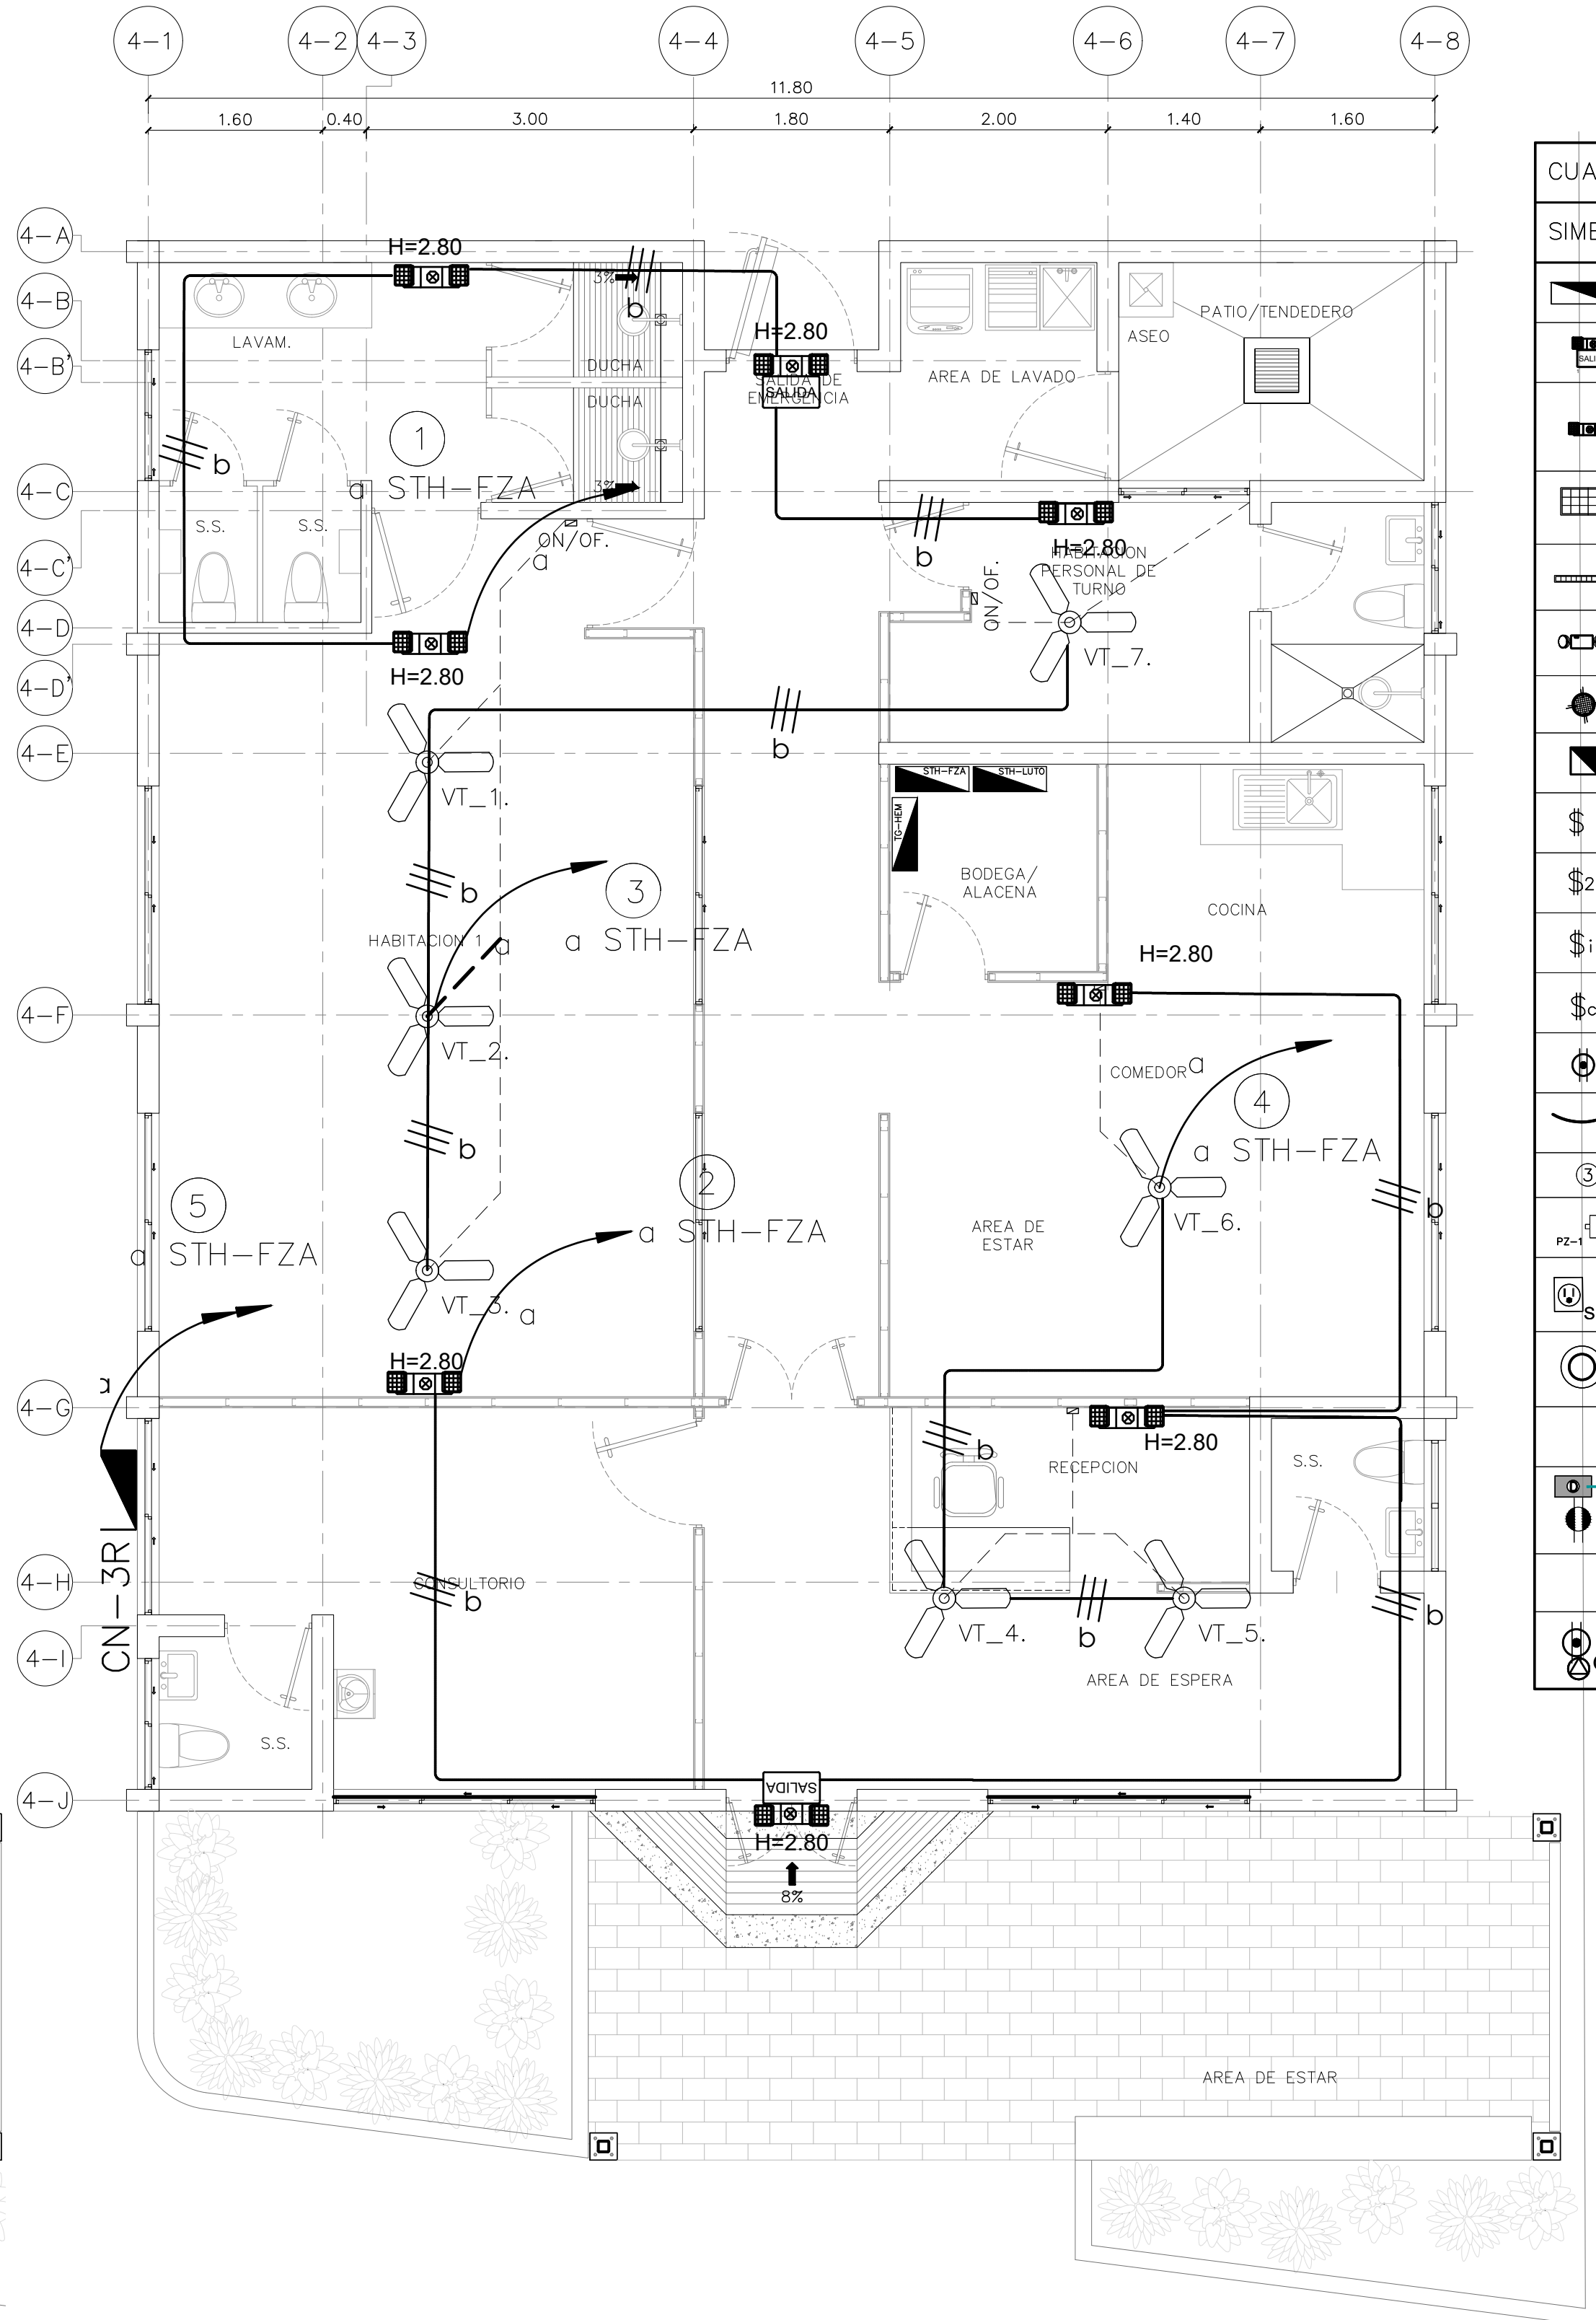 4-1
4-2
4-3
4-4
4-5
4-6
4-7
4-8
11.80
1.60
0.40
3.00
1.80
2.00
1.40
1.60
CUA
SIME
4-A
4-B
4-B'
4-C
4-C'
4-D
4-D'
4-E
4-F
4-G
4-H
4-I
4-J
H=2.80
3%
b
LAVAM.
DUCHA
DUCHA
H=2.80
SALIDA DE
EMERGENCIA
SALIDA
AREA DE LAVADO
ASEO
PATIO/TENDEDERO
1
a STH-FZA
b
3%
S.S.
S.S.
ON/OF.
a
b
H=2.80
HABITACION
PERSONAL DE
TURNO
ON/OF.
VT_7.
H=2.80
b
VT_1.
STH-FZA
STH-LUTO
TG-HEM
BODEGA/
ALACENA
COCINA
b
3
a STH-FZA
HABITACION 1
a
H=2.80
VT_2.
COMEDOR
a
4
a STH-FZA
b
2
a STH-FZA
5
a STH-FZA
AREA DE
ESTAR
VT_6.
b
VT_3.
a
H=2.80
a
CN-3R
b
RECEPCION
H=2.80
S.S.
CONSULTORIO
b
VT_4.
b
VT_5.
b
AREA DE ESPERA
S.S.
SALIDA
H=2.80
8%
AREA DE ESTAR
SALI
$
$2
$i
$c
3
PZ-1
S